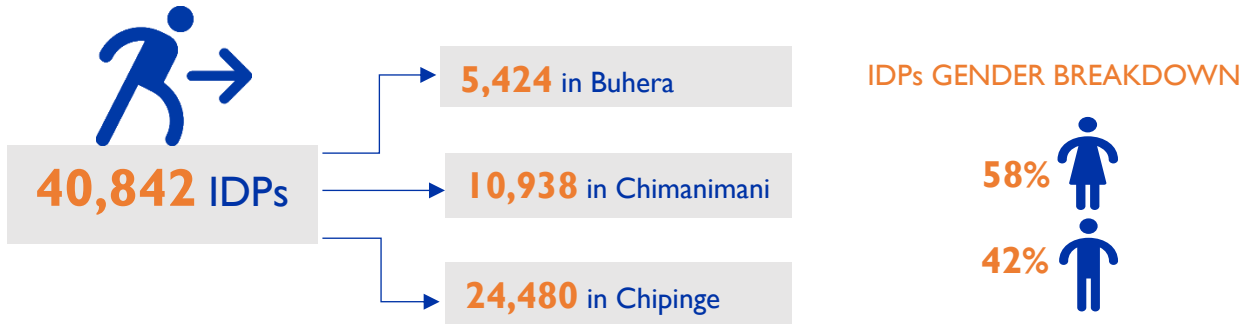 40,842 IDPs
5,424 in Buhera
10,938 in Chimanimani
24,480 in Chipinge
IDPs GENDER BREAKDOWN
58%
42%